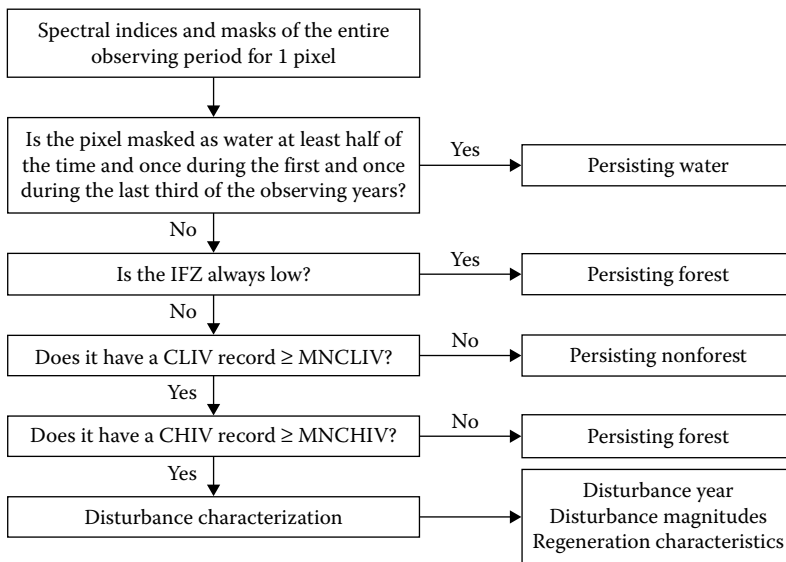 Spectral indices and masks of the entire
observing period for 1 pixel
Is the pixel masked as water at least half of
the time and once during the first and once
during the last third of the observing years?
Yes
Persisting water
No
Is the IFZ always low?
Yes
Persisting forest
No
Does it have a CLIV record ≥ MNCLIV?
No
Persisting nonforest
Yes
Does it have a CHIV record ≥ MNCHIV?
No
Persisting forest
Yes
Disturbance characterization
Disturbance year
Disturbance magnitudes
Regeneration characteristics